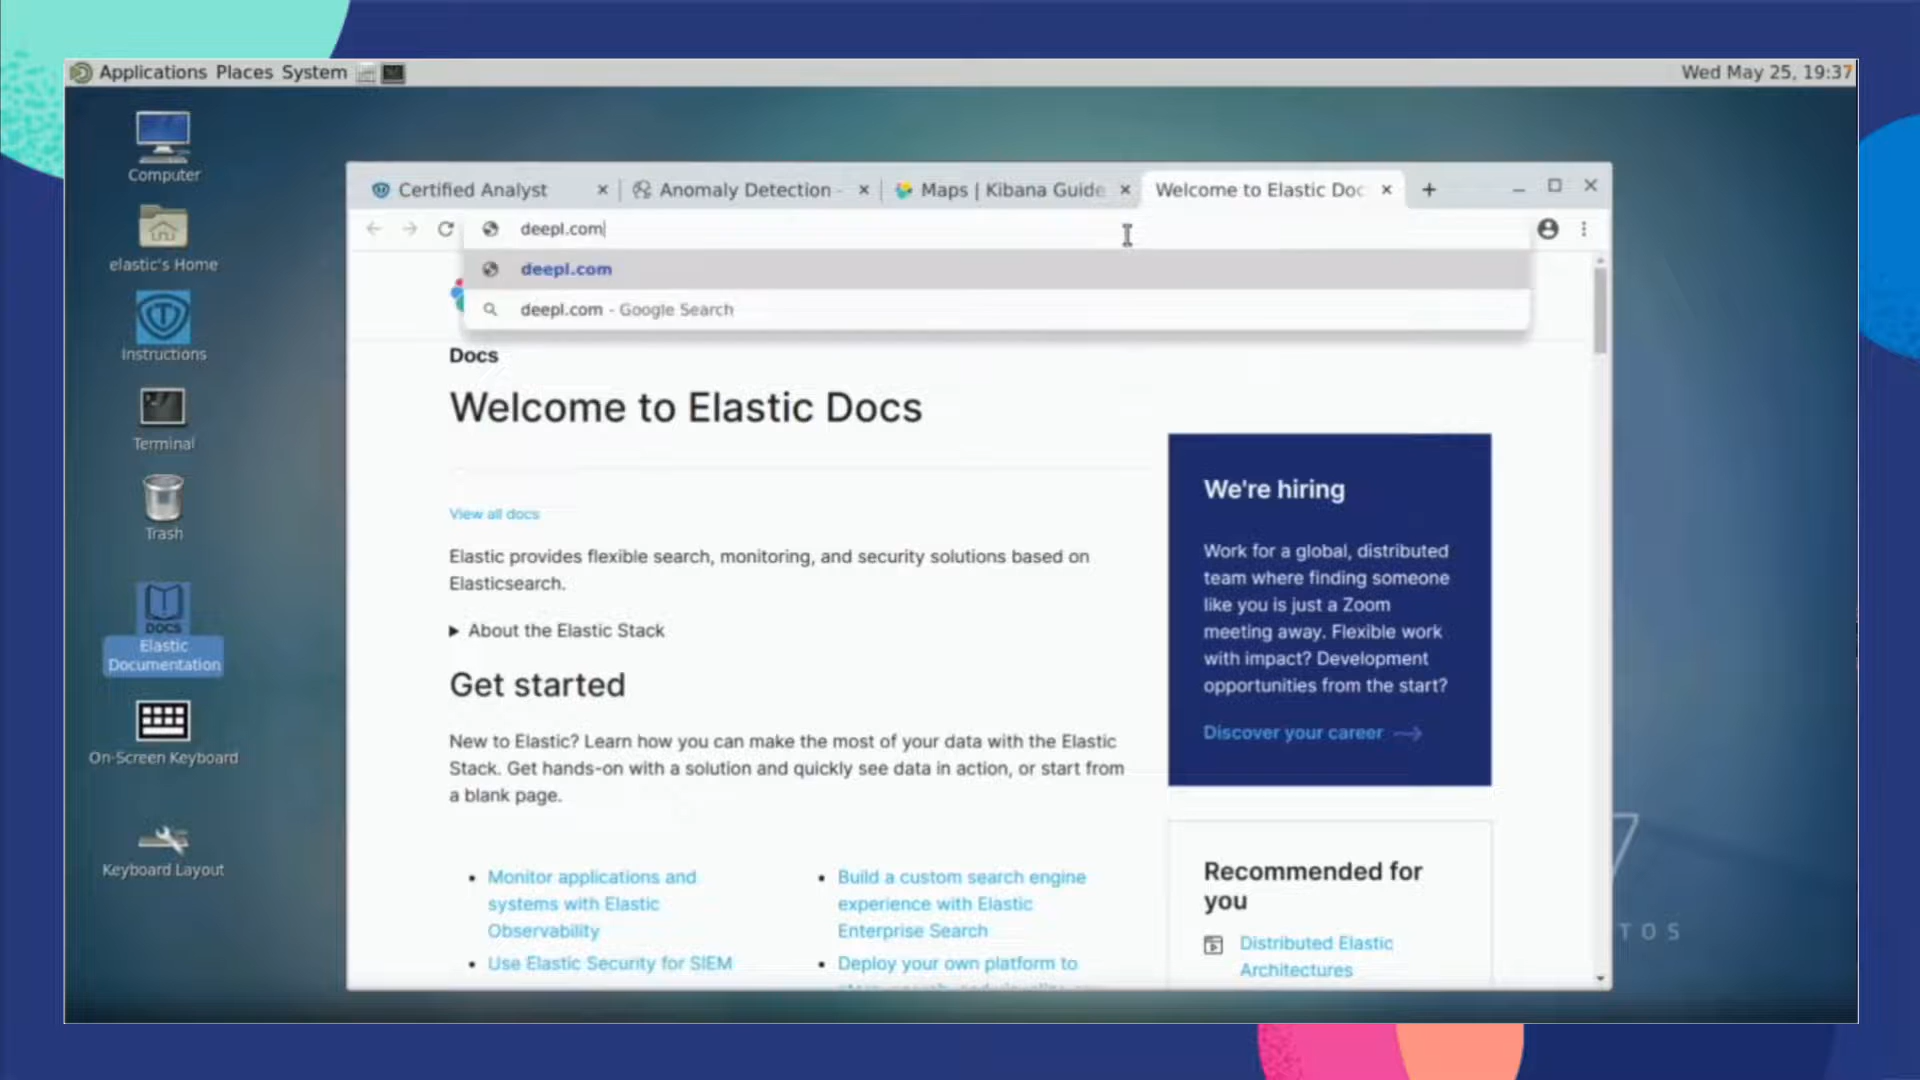 Applications Places System
Wed May 25, 19:37
Computer
elastic's Home
Instructions
Terminal
Trash
DOCS
Elastic
Documentation
On-Screen Keyboard
Keyboard Layout
Certified Analyst
Anomaly Detection -
Maps | Kibana Guide
Welcome to Elastic Doc
deepl.com
deepl.com
deepl.com - Google Search
Docs
Welcome to Elastic Docs
View all docs
Elastic provides flexible search, monitoring, and security solutions based on
Elasticsearch.
About the Elastic Stack
Get started
New to Elastic? Learn how you can make the most of your data with the Elastic
Stack. Get hands-on with a solution and quickly see data in action, or start from
a blank page.
• Monitor applications and
systems with Elastic
Observability
• Use Elastic Security for SIEM
• Build a custom search engine
experience with Elastic
Enterprise Search
• Deploy your own platform to
We're hiring
Work for a global, distributed
team where finding someone
like you is just a Zoom
meeting away. Flexible work
with impact? Development
opportunities from the start?
Discover your career →
Recommended for
you
Distributed Elastic
Architectures
7
TOS